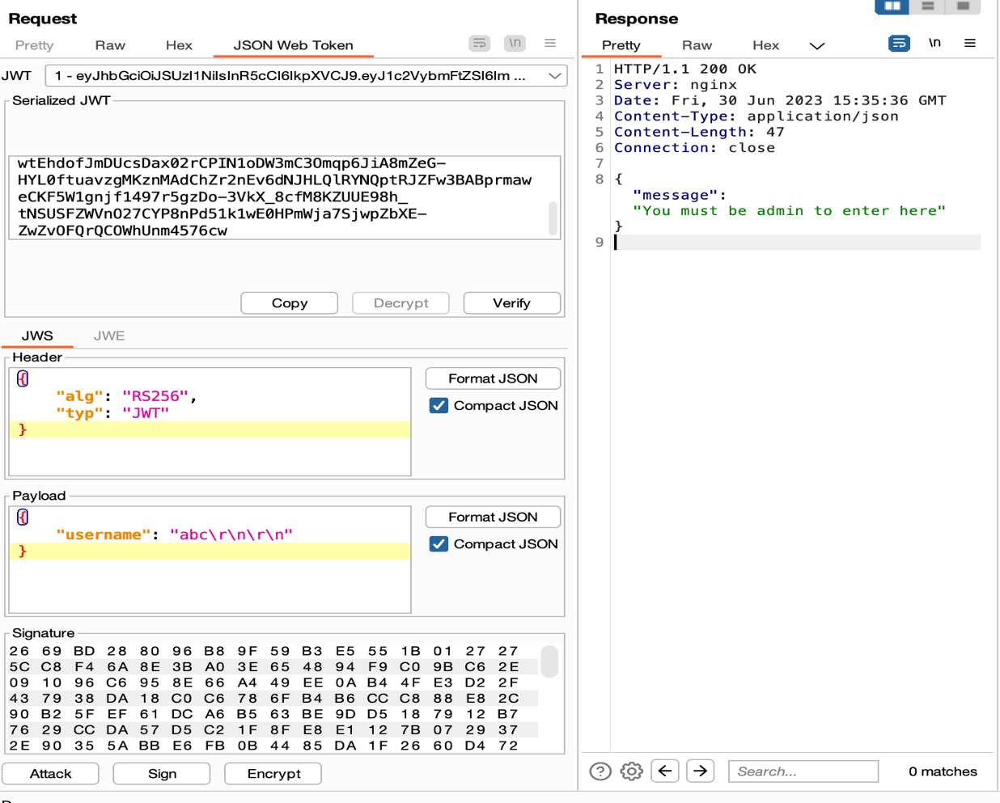 Request
Pretty Raw Hex JSON Web Token \n
JWT 1 - eyJhbGciOiJSUzI1NiIsInR5cCI6IkpXVCJ9.eyJ1c2VybmFtZSI6Im ...
Serialized JWT
wtEhdofJmDUcsDax02rCPIN1oDW3mC3Omqp6JiA8mZeG-
HYL0ftuavzgMKznMAdChZr2nEv6dNJHLQlRYNQptRJZFw3BABprmaw
eCKF5W1gnjf1497r5gzDo-3VkX_8cfM8KZUUE98h_
tNSUSFZWVnO27CYP8nPd51k1wE0HPmWja7SjwpZbXE-
ZwZvOFQrQCOWhUnm4576cw
Copy Decrypt Verify
JWS JWE
Header
{
"alg": "RS256",
"typ": "JWT"
}
Format JSON
Compact JSON
Payload
{
"username": "abc\r\n\r\n"
}
Format JSON
Compact JSON
Signature
26 69 BD 28 80 96 B8 9F 59 B3 E5 55 1B 01 27 27
5C C8 F4 6A 8E 3B A0 3E 65 48 94 F9 C0 9B C6 2E
09 10 96 C6 95 8E 66 A4 49 EE 0A B4 4F E3 D2 2F
43 79 38 DA 18 C0 C6 78 6F B4 B6 CC C8 88 E8 2C
90 B2 5F EF 61 DC A6 B5 63 BE 9D D5 18 79 12 B7
76 29 CC DA 57 D5 C2 1F 8F E8 E1 12 7B 07 29 37
2E 90 35 5A BB E6 FB 0B 44 85 DA 1F 26 60 D4 72
Attack Sign Encrypt
Response
Pretty Raw Hex \n
1 HTTP/1.1 200 OK
2 Server: nginx
3 Date: Fri, 30 Jun 2023 15:35:36 GMT
4 Content-Type: application/json
5 Content-Length: 47
6 Connection: close
7
8 {
"message":
"You must be admin to enter here"
}
9
Search... 0 matches